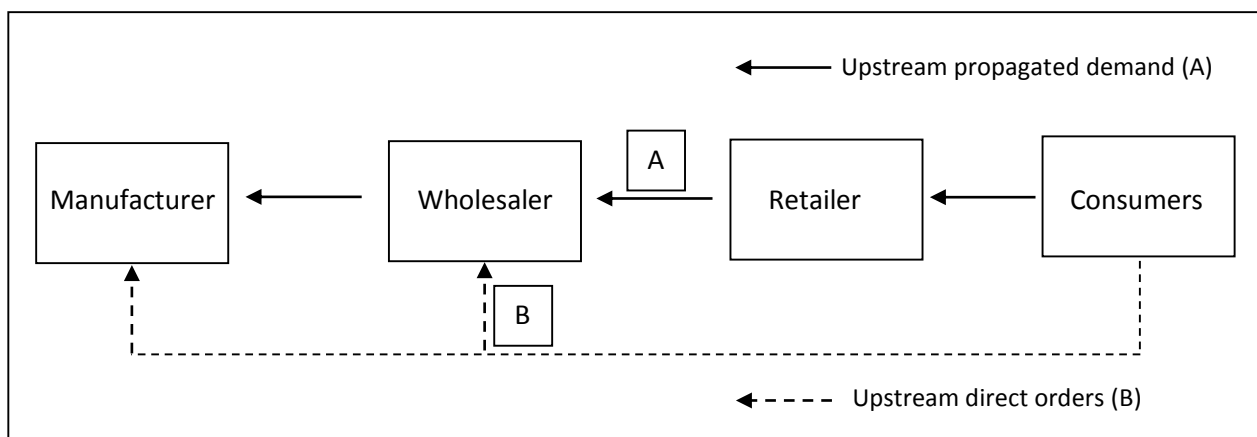 Upstream propagated demand (A)
A
Manufacturer
Wholesaler
Retailer
Consumers
B
Upstream direct orders (B)